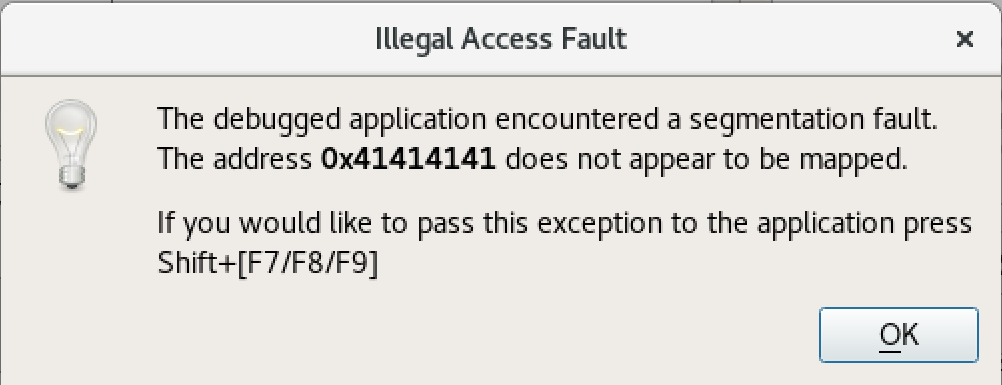 Illegal Access Fault
The debugged application encountered a segmentation fault.
The address 0x41414141 does not appear to be mapped.
If you would like to pass this exception to the application press
Shift+[F7/F8/F9]
OK